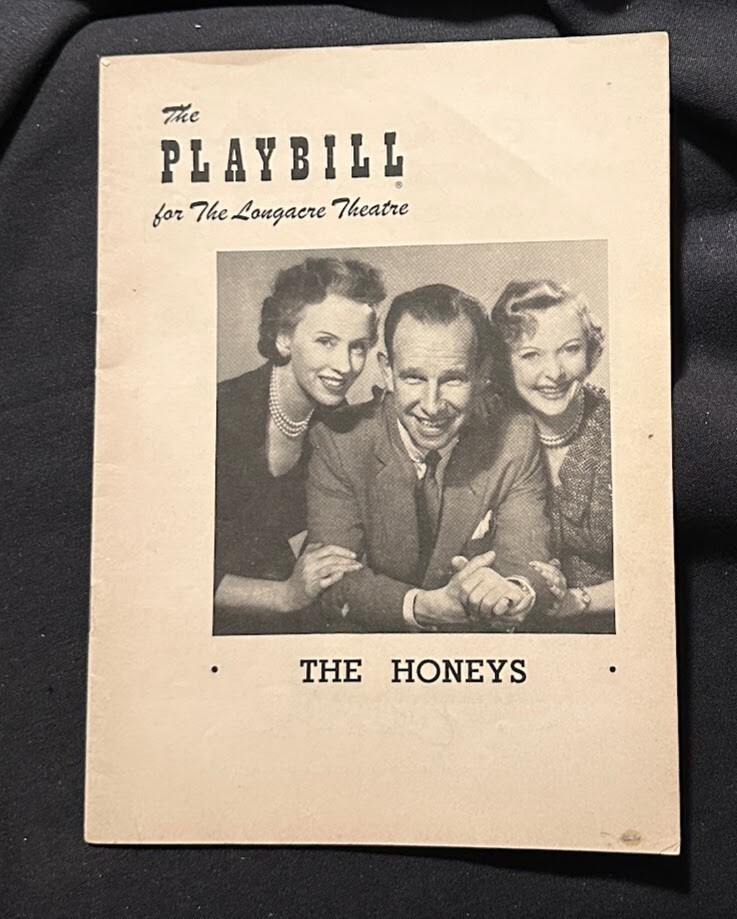 The
PLAYBILL®
for The Longacre Theatre
• THE HONEYS •